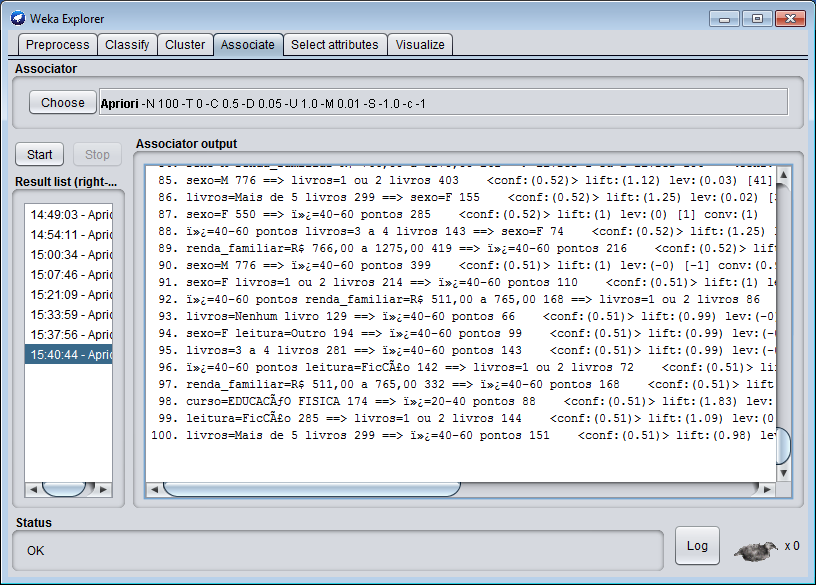 Weka Explorer
Preprocess Classify Cluster Associate Select attributes Visualize
Associator
Choose Apriori -N 100 -T 0 -C 0.5 -D 0.05 -U 1.0 -M 0.01 -S -1.0 -c -1
Start Stop
Result list (right-...
14:49:03 - Aprio
14:54:11 - Aprio
15:00:34 - Aprio
15:07:46 - Aprio
15:21:09 - Aprio
15:33:59 - Aprio
15:37:56 - Aprio
15:40:44 - Aprio
Associator output
85. sexo=M 776 ==> livros=1 ou 2 livros 403 <conf:(0.52)> lift:(1.12) lev:(0.03) [41]
86. livros=Mais de 5 livros 299 ==> sexo=F 155 <conf:(0.52)> lift:(1.25) lev:(0.02) [
87. sexo=F 550 ==> ï»¿=40-60 pontos 285 <conf:(0.52)> lift:(1) lev:(0) [1] conv:(1)
88. ï»¿=40-60 pontos livros=3 a 4 livros 143 ==> sexo=F 74 <conf:(0.52)> lift:(1.25)
89. renda_familiar=R$ 766,00 a 1275,00 419 ==> ï»¿=40-60 pontos 216 <conf:(0.52)> lif
90. sexo=M 776 ==> ï»¿=40-60 pontos 399 <conf:(0.51)> lift:(1) lev:(-0) [-1] conv:(0.9
91. sexo=F livros=1 ou 2 livros 214 ==> ï»¿=40-60 pontos 110 <conf:(0.51)> lift:(1) l
92. ï»¿=40-60 pontos renda_familiar=R$ 511,00 a 765,00 168 ==> livros=1 ou 2 livros 86
93. livros=Nenhum livro 129 ==> ï»¿=40-60 pontos 66 <conf:(0.51)> lift:(0.99) lev:(-0
94. sexo=F leitura=Outro 194 ==> ï»¿=40-60 pontos 99 <conf:(0.51)> lift:(0.99) lev:(-
95. livros=3 a 4 livros 281 ==> ï»¿=40-60 pontos 143 <conf:(0.51)> lift:(0.99) lev:(-
96. ï»¿=40-60 pontos leitura=FicÃ£o 142 ==> livros=1 ou 2 livros 72 <conf:(0.51)> li
97. renda_familiar=R$ 511,00 a 765,00 332 ==> ï»¿=40-60 pontos 168 <conf:(0.51)> lift
98. curso=EDUCACÃƒO FISICA 174 ==> ï»¿=20-40 pontos 88 <conf:(0.51)> lift:(1.83) lev:
99. leitura=FicÃ£o 285 ==> livros=1 ou 2 livros 144 <conf:(0.51)> lift:(1.09) lev:(0
100. livros=Mais de 5 livros 299 ==> ï»¿=40-60 pontos 151 <conf:(0.51)> lift:(0.98) le
Status
OK
Log
x 0